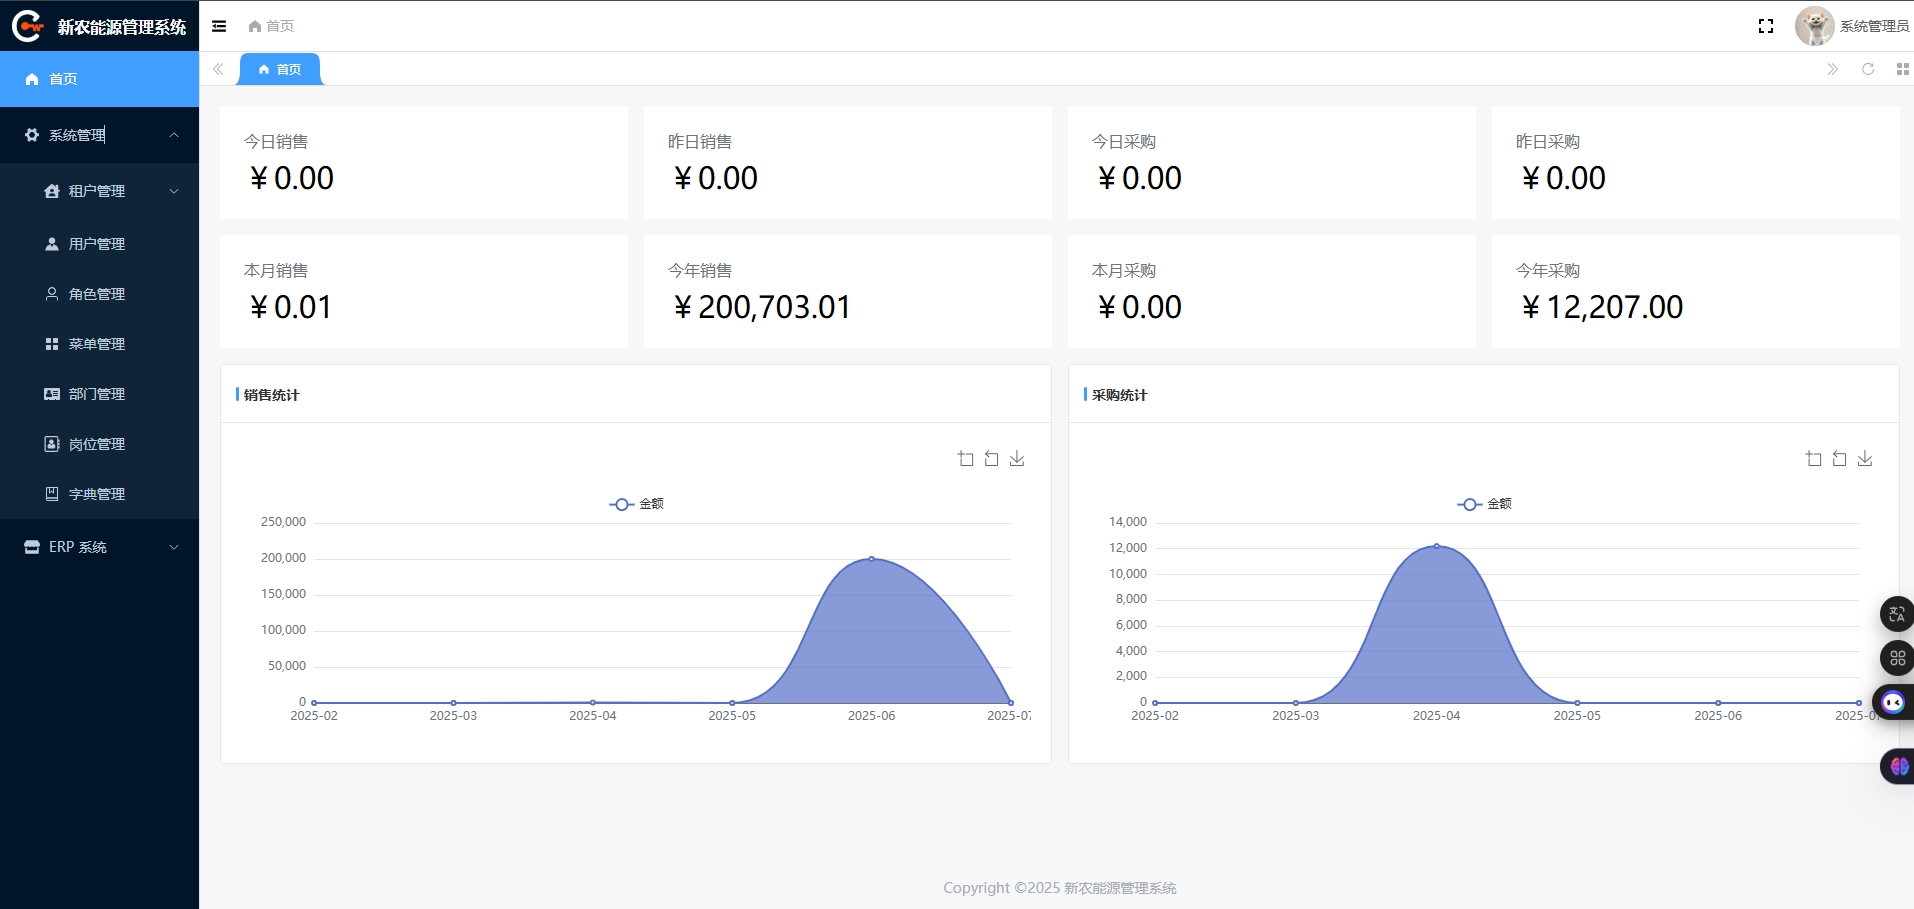 新农能源管理系统
首页
系统管理
租户管理
用户管理
角色管理
菜单管理
部门管理
岗位管理
字典管理
ERP 系统
首页
系统管理员
首页
今日销售
¥0.00
昨日销售
¥0.00
今日采购
¥0.00
昨日采购
¥0.00
本月销售
¥0.01
今年销售
¥200,703.01
本月采购
¥0.00
今年采购
¥12,207.00
销售统计
金额
250,000
200,000
150,000
100,000
50,000
0
2025-02 2025-03 2025-04 2025-05 2025-06 2025-07
采购统计
金额
14,000
12,000
10,000
8,000
6,000
4,000
2,000
0
2025-02 2025-03 2025-04 2025-05 2025-06 2025-0
Copyright ©2025 新农能源管理系统